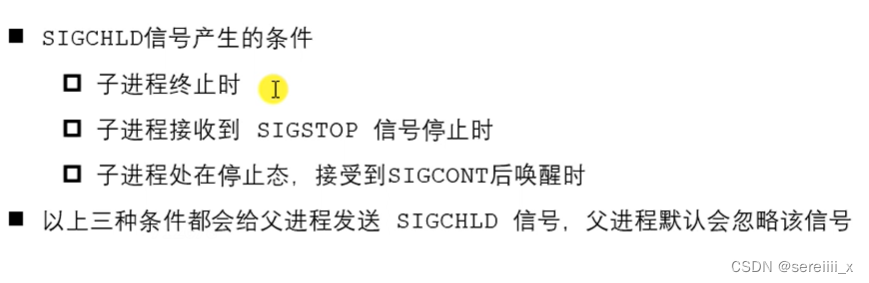 SIGCHLD信号产生的条件
子进程终止时
子进程接收到 SIGSTOP 信号停止时
子进程处在停止态，接受到SIGCONT后唤醒时
以上三种条件都会给父进程发送 SIGCHLD 信号，父进程默认会忽略该信号
CSDN @sereiiii_x